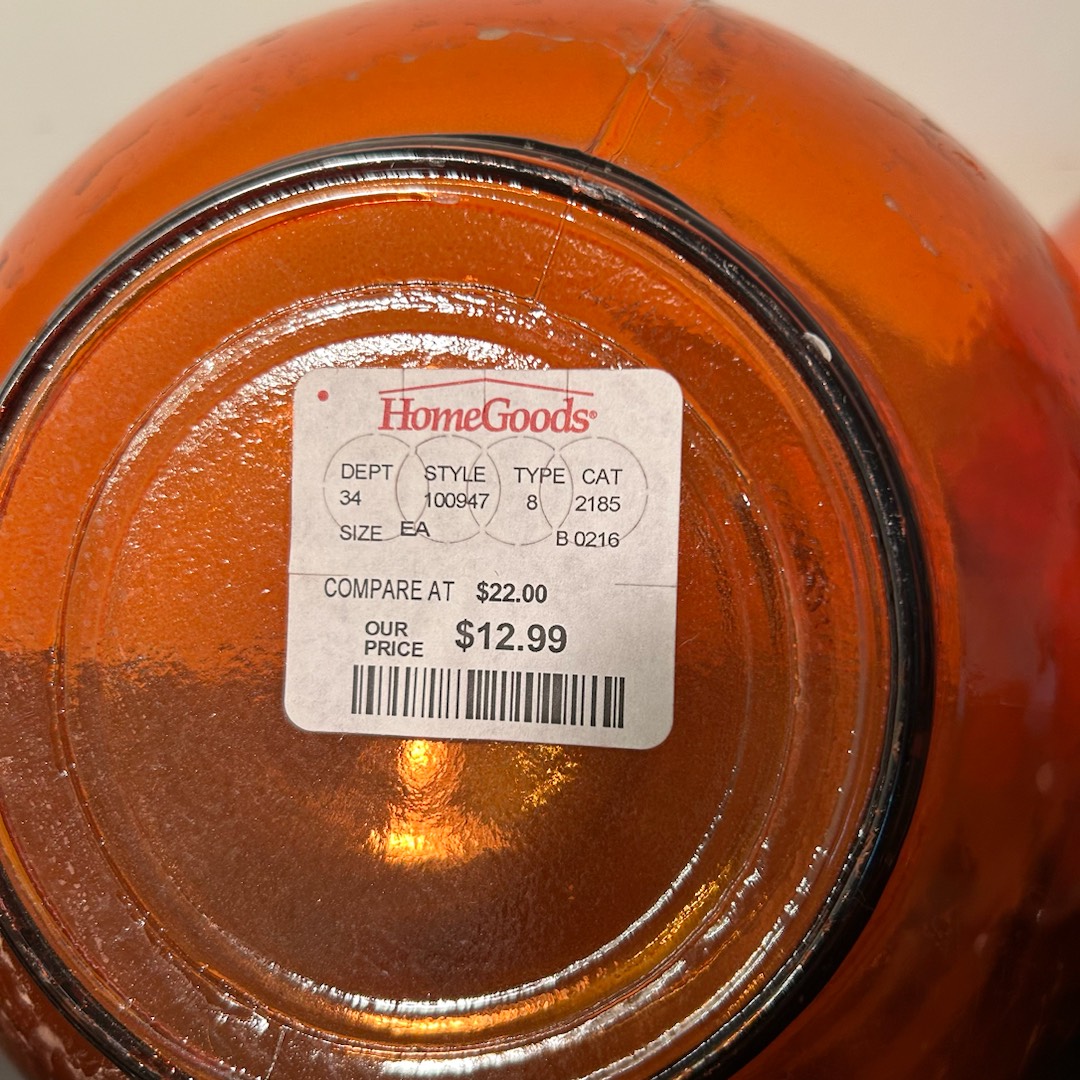 HomeGoods®
DEPT STYLE TYPE CAT
34 100947 8 2185
SIZE EA B 0216
COMPARE AT $22.00
OUR PRICE $12.99